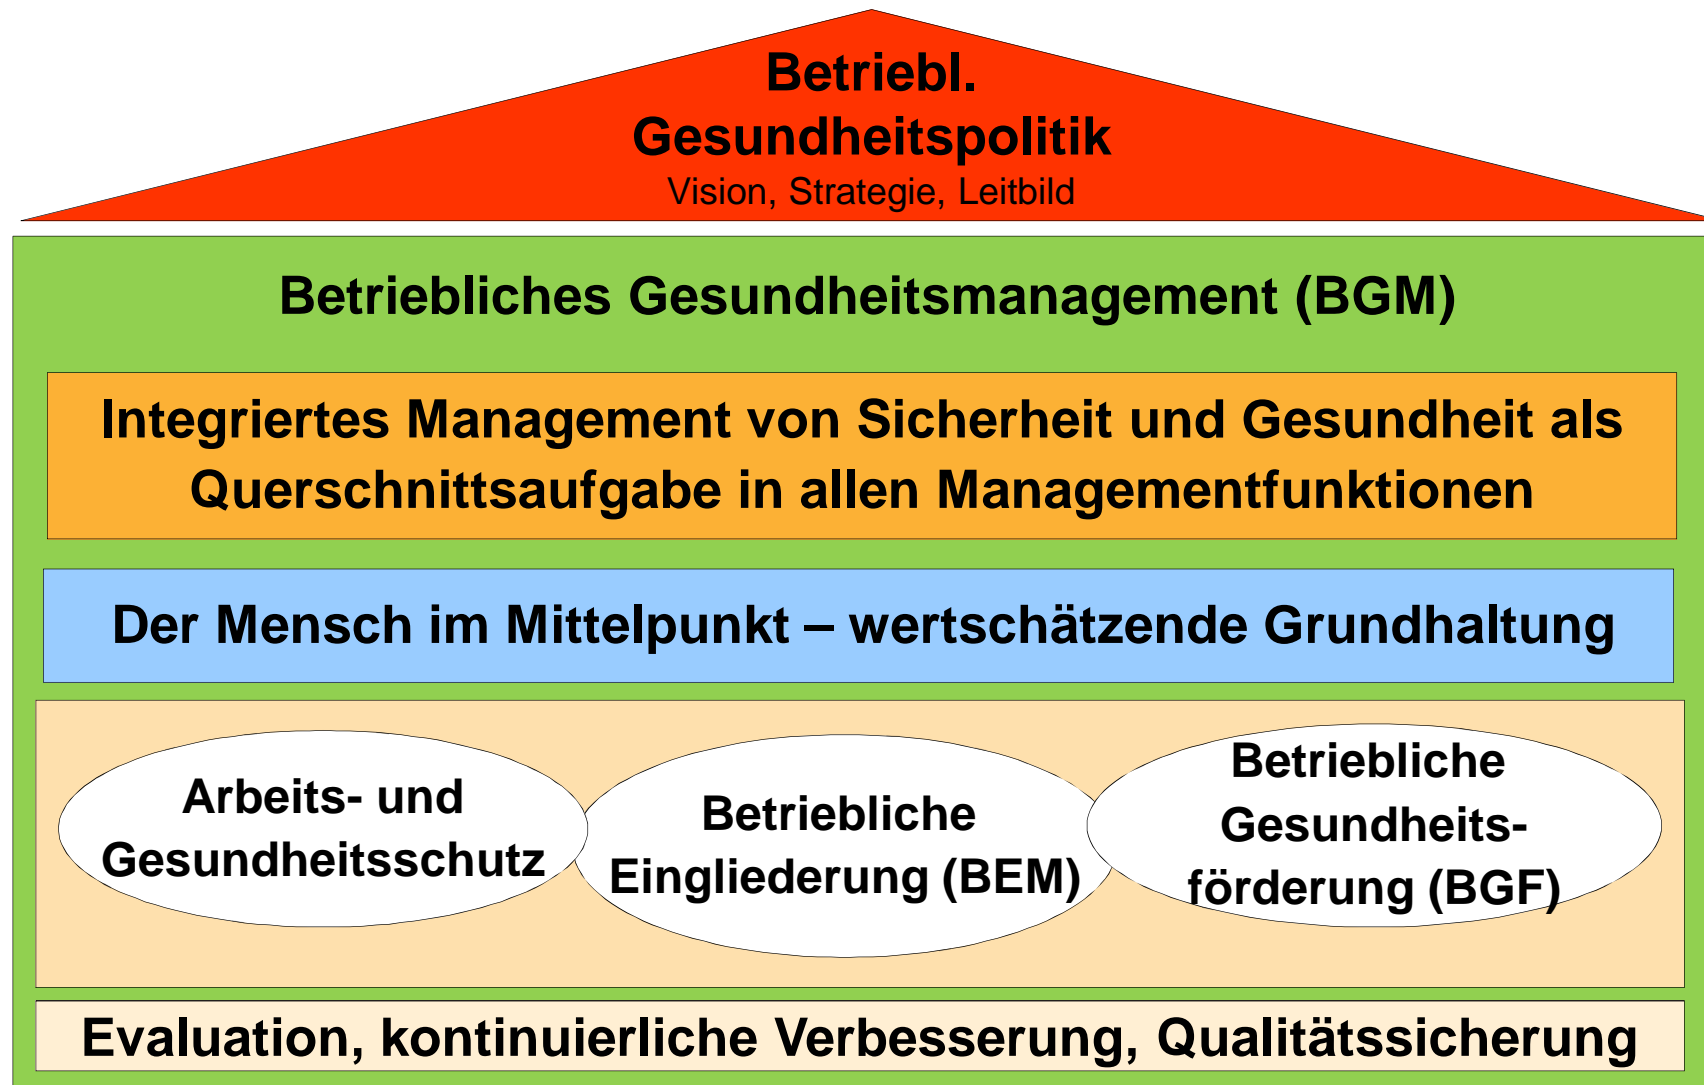 Betriebl.
Gesundheitspolitik
Vision, Strategie, Leitbild
Betriebliches Gesundheitsmanagement (BGM)
Integriertes Management von Sicherheit und Gesundheit als
Querschnittsaufgabe in allen Managementfunktionen
Der Mensch im Mittelpunkt – wertschätzende Grundhaltung
Arbeits- und
Gesundheitsschutz
Betriebliche
Eingliederung (BEM)
Betriebliche
Gesundheits-
förderung (BGF)
Evaluation, kontinuierliche Verbesserung, Qualitätssicherung